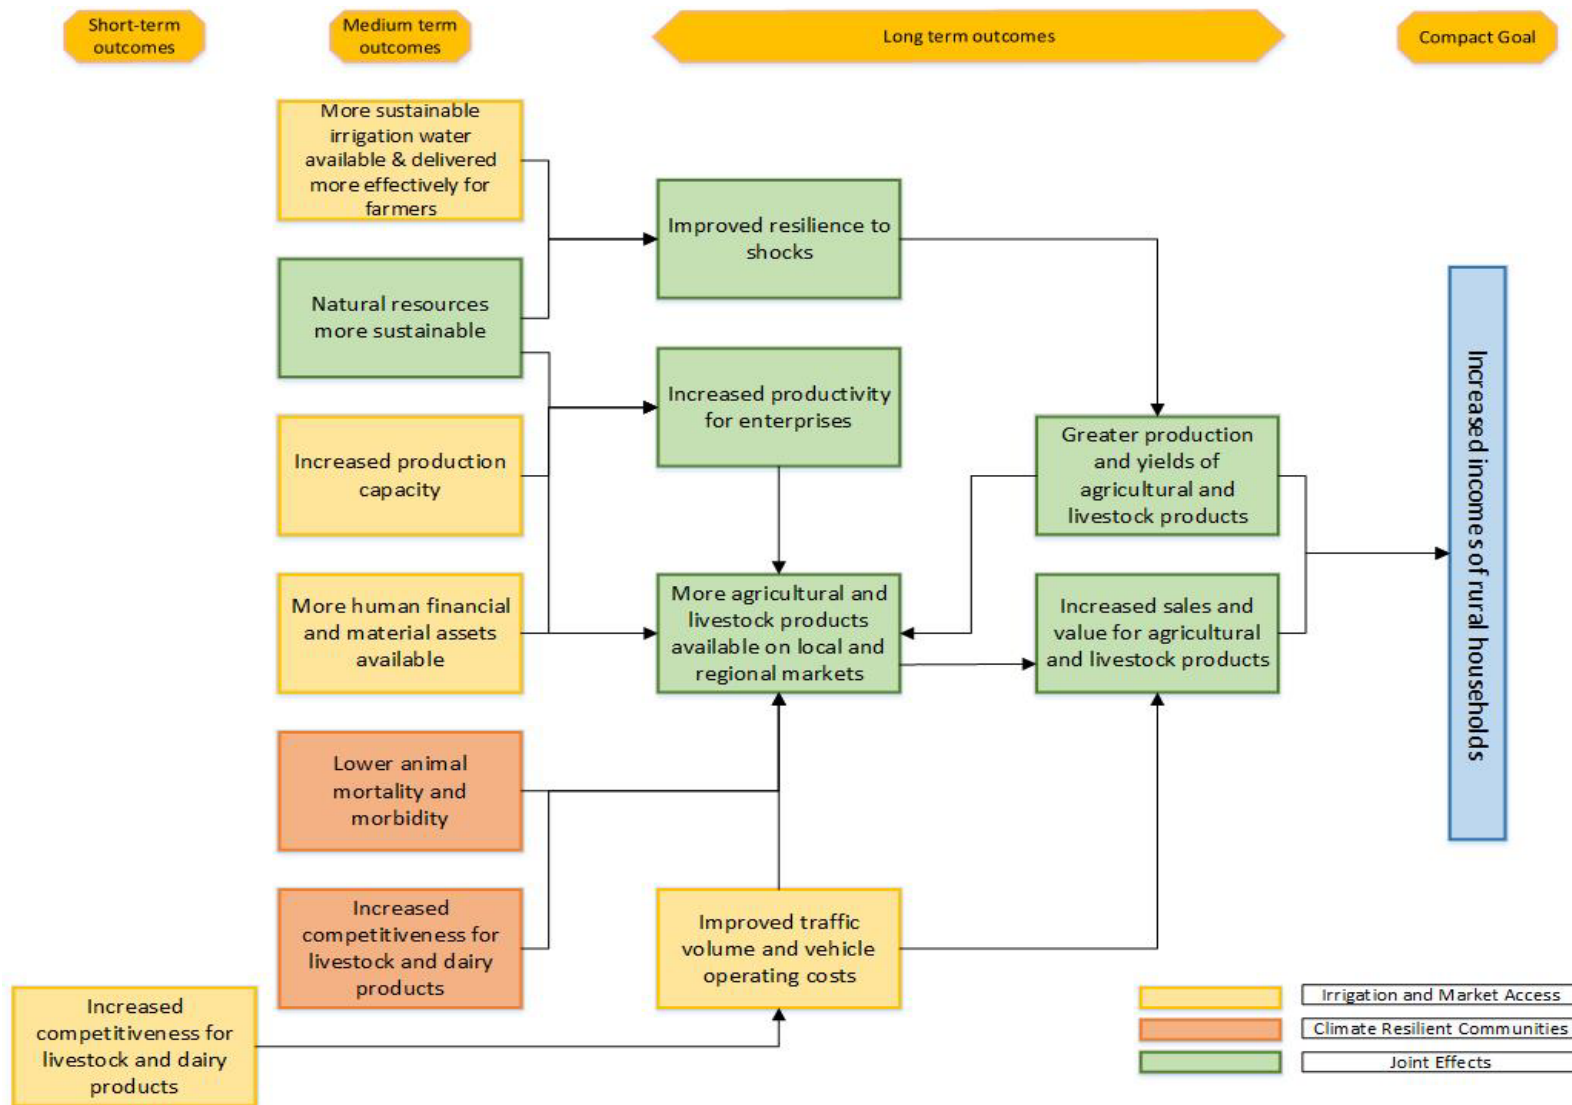 Short-term
outcomes
Medium term
outcomes
Long term outcomes
Compact Goal
More sustainable
irrigation water
available & delivered
more effectively for
farmers
Improved resilience to
shocks
Natural resources
more sustainable
Increased productivity
for enterprises
Increased production
capacity
Greater production
and yields of
agricultural and
livestock products
More human financial
and material assets
available
More agricultural and
livestock products
available on local and
regional markets
Increased sales and
value for agricultural
and livestock products
Increased incomes of rural households
Lower animal
mortality and
morbidity
Increased
competitiveness for
livestock and dairy
products
Improved traffic
volume and vehicle
operating costs
Increased
competitiveness for
livestock and dairy
products
Irrigation and Market Access
Climate Resilient Communities
Joint Effects